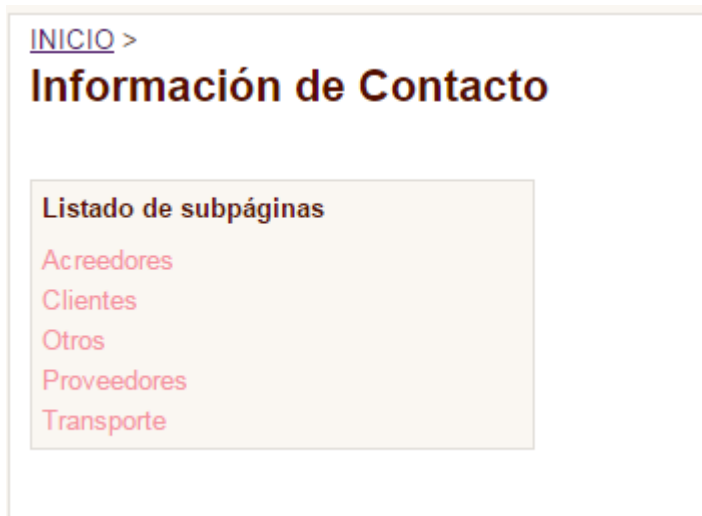 INICIO >
Información de Contacto
Listado de subpáginas
Acreedores
Clientes
Otros
Proveedores
Transporte